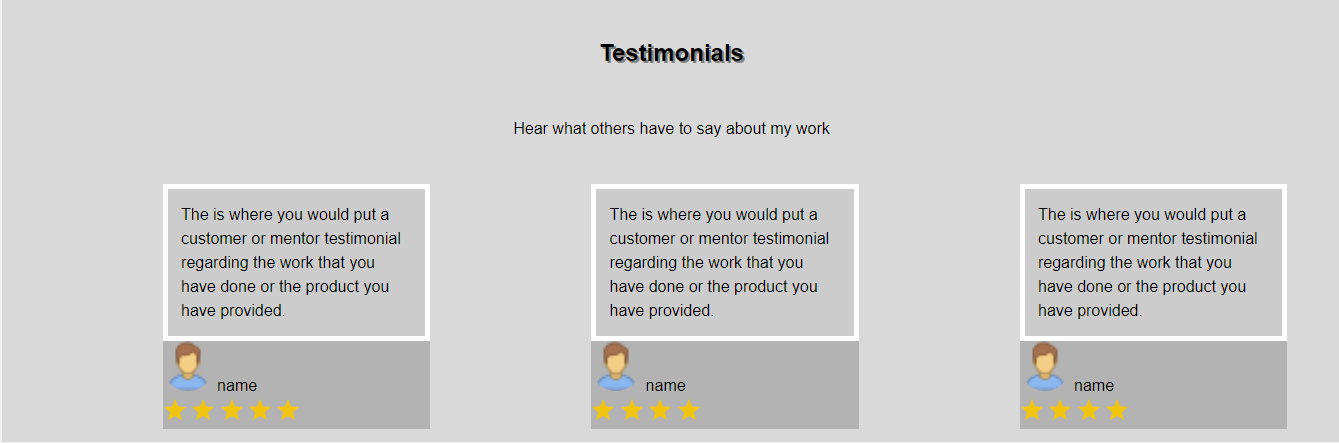 Testimonials
Hear what others have to say about my work
The is where you would put a
customer or mentor testimonial
regarding the work that you
have done or the product you
have provided.
name
The is where you would put a
customer or mentor testimonial
regarding the work that you
have done or the product you
have provided.
name
The is where you would put a
customer or mentor testimonial
regarding the work that you
have done or the product you
have provided.
name